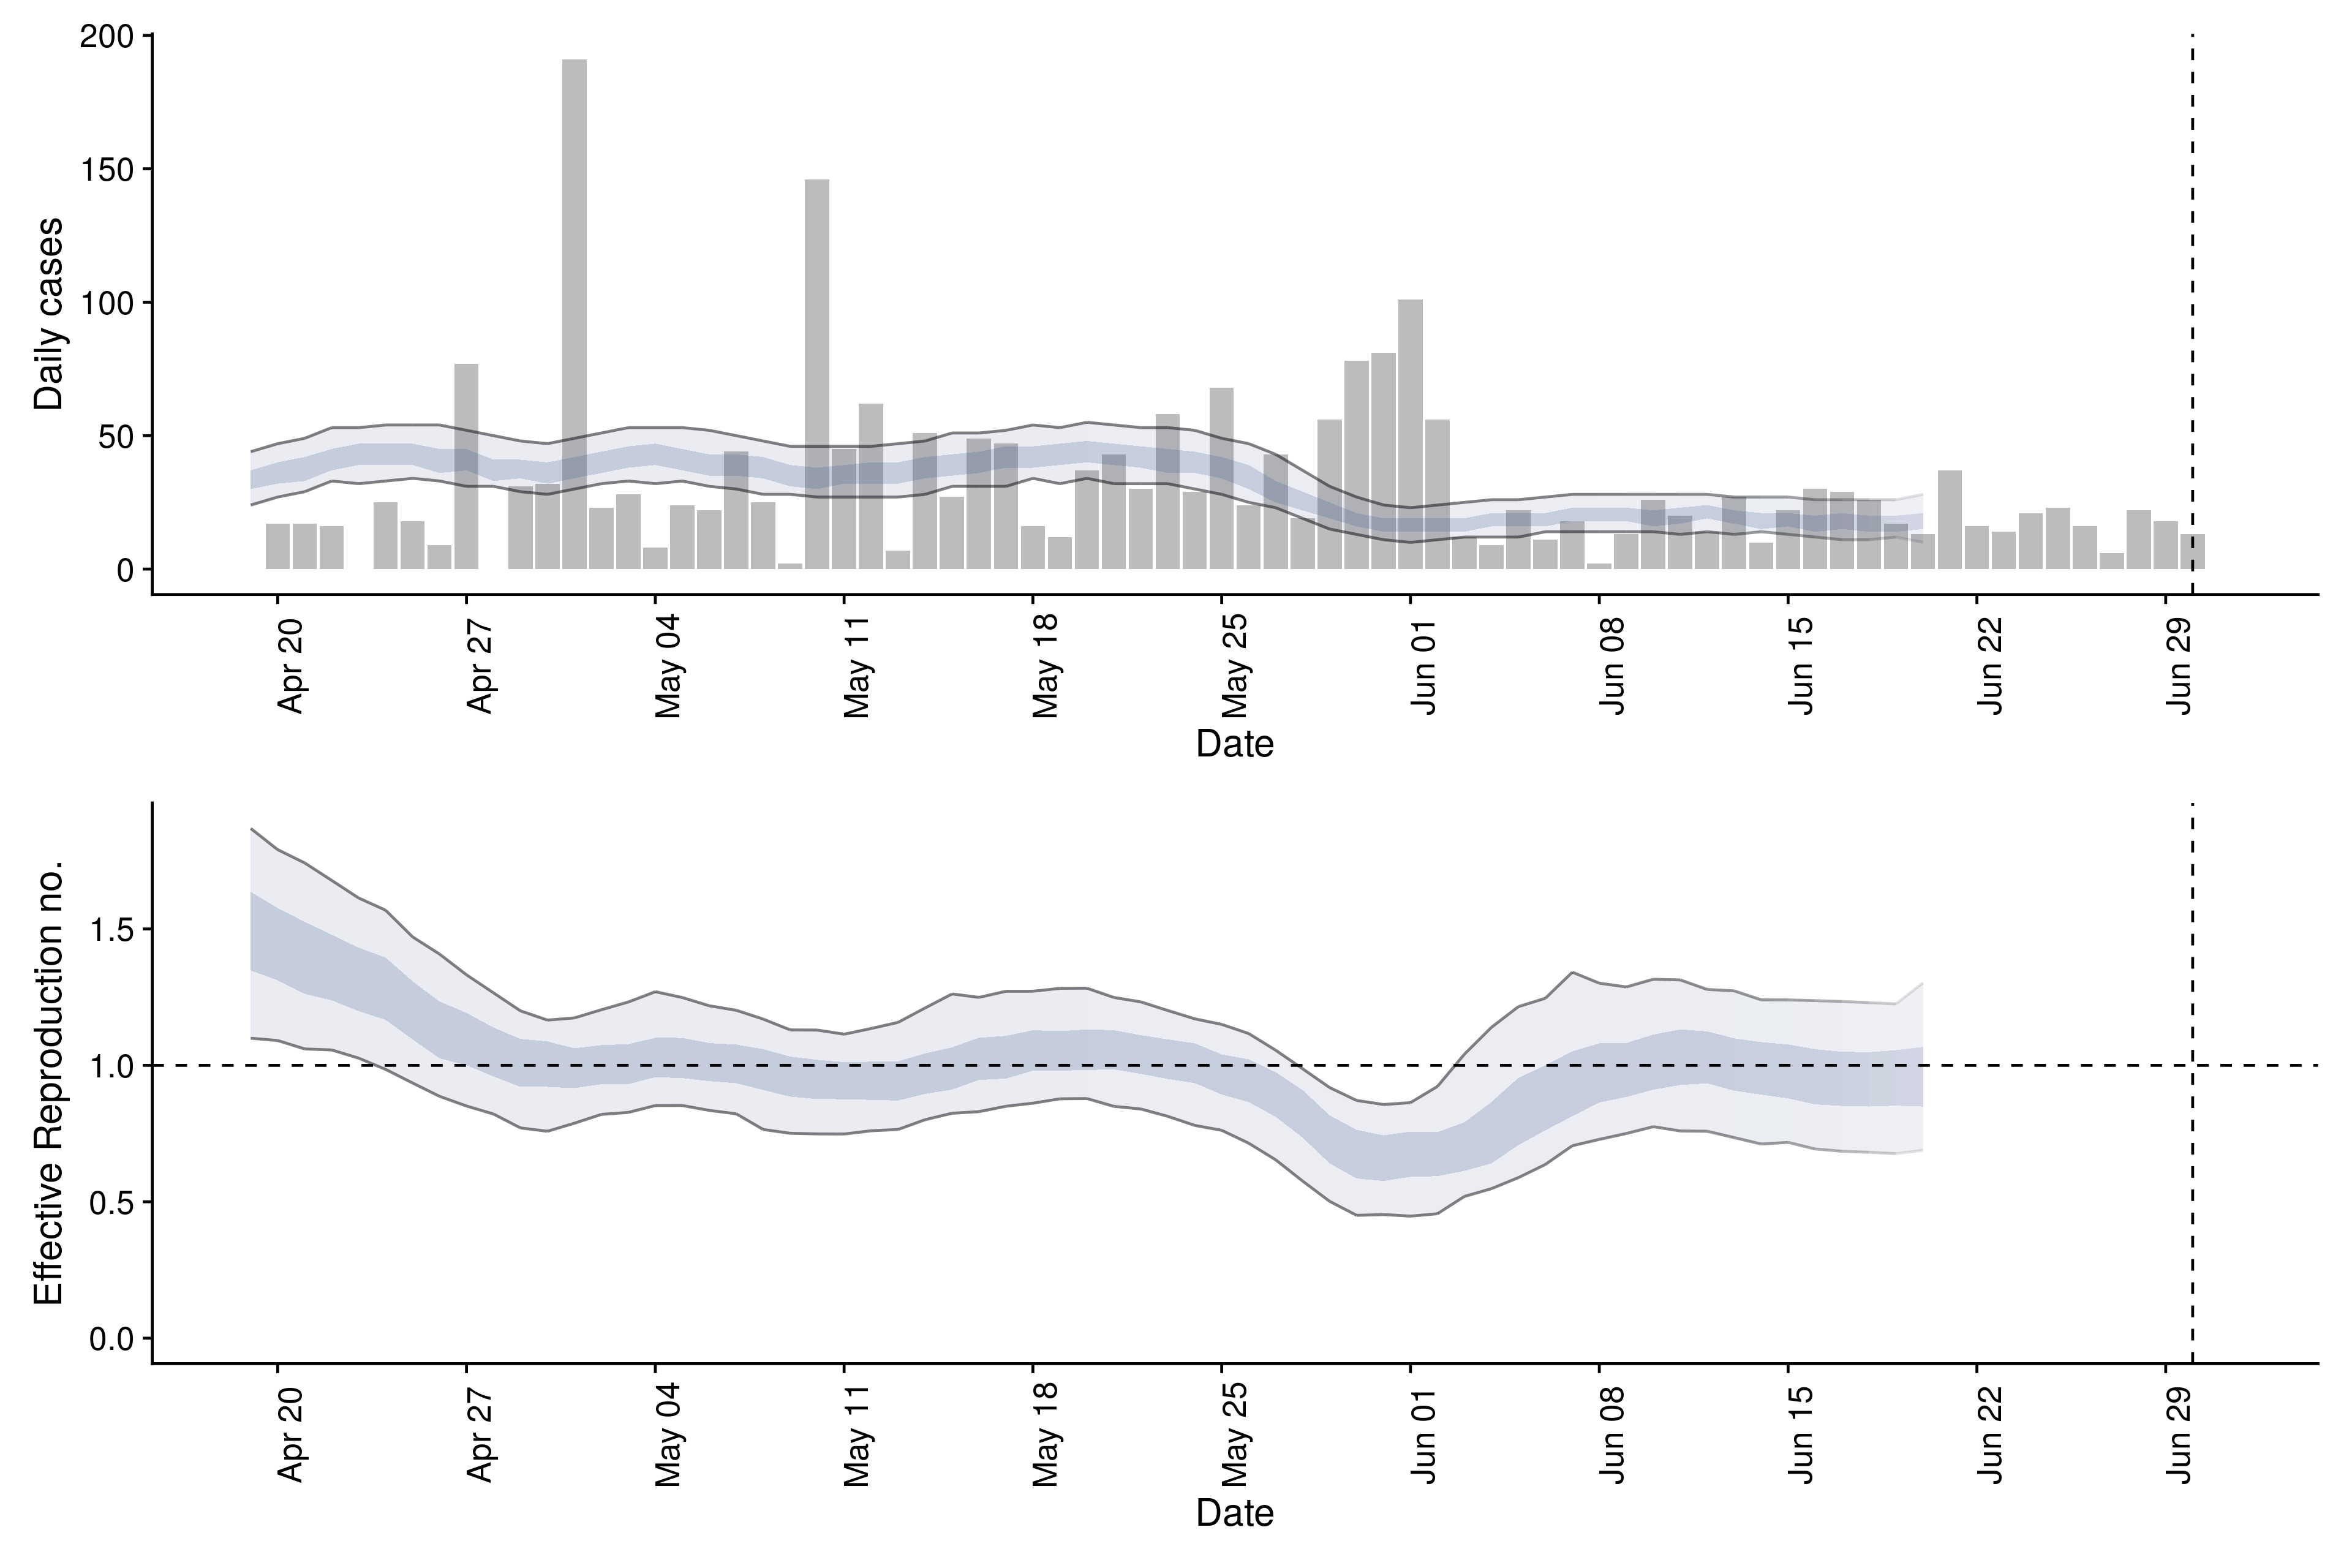 Daily cases
200
150
100
50
0
Apr 20
Apr 27
May 04
May 11
May 18
May 25
Jun 01
Jun 08
Jun 15
Jun 22
Jun 29
Date
Effective Reproduction no.
1.5
1.0
0.5
0.0
Apr 20
Apr 27
May 04
May 11
May 18
May 25
Jun 01
Jun 08
Jun 15
Jun 22
Jun 29
Date